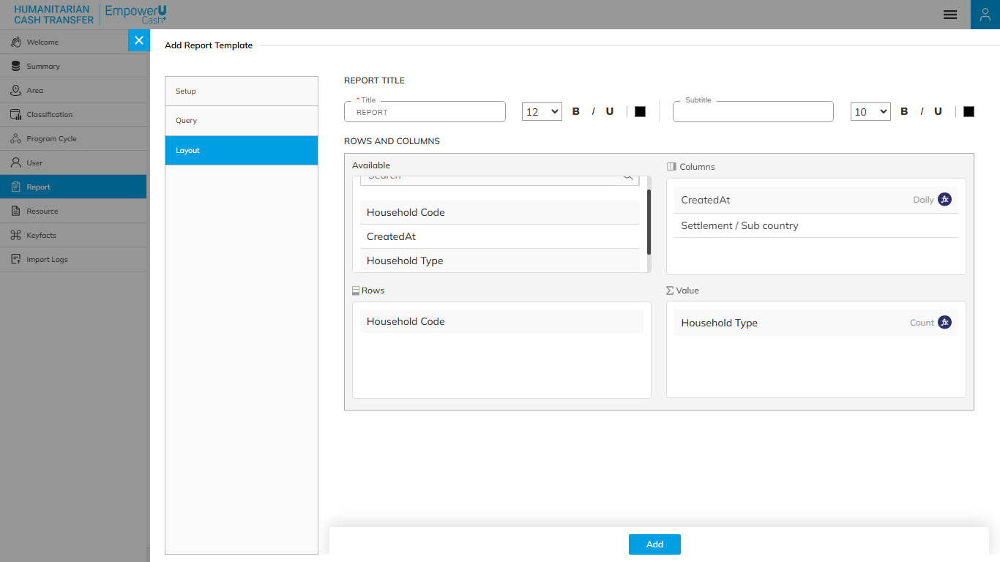 HUMANITARIAN
CASH TRANSFER
EmpowerU
Cash+
Welcome
Summary
Area
Classification
Program Cycle
User
Report
Resource
Keyfacts
Import Logs
Add Report Template
Setup
Query
Layout
REPORT TITLE
* Title
REPORT
12
B I U
Subtitle
10
B I U
ROWS AND COLUMNS
Available
Search
Household Code
CreatedAt
Household Type
Columns
CreatedAt Daily fx
Settlement / Sub country
Rows
Household Code
Σ Value
Household Type Count fx
Add